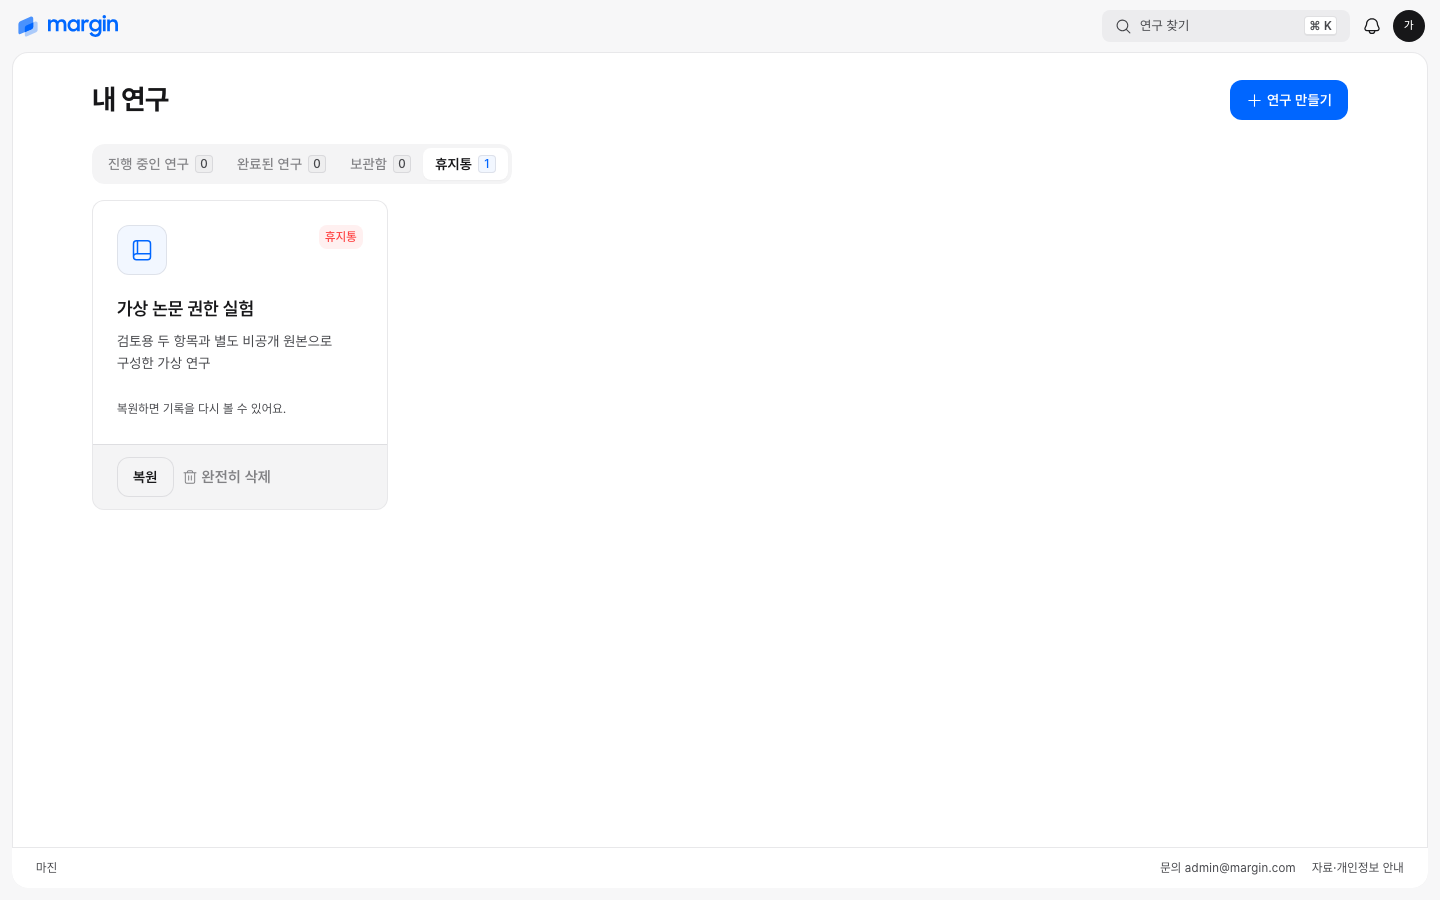 margin
연구 찾기
⌘ K
가
내 연구
연구 만들기
진행 중인 연구 0
완료된 연구 0
보관함 0
휴지통 1
휴지통
가상 논문 권한 실험
검토용 두 항목과 별도 비공개 원본으로
구성한 가상 연구
복원하면 기록을 다시 볼 수 있어요.
복원
완전히 삭제
마진
문의 admin@margin.com
자료·개인정보 안내